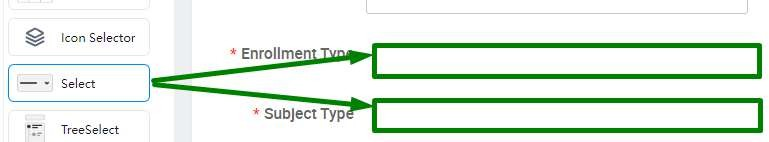 Icon Selector
* Enrollment Type
Select
* Subject Type
TreeSelect